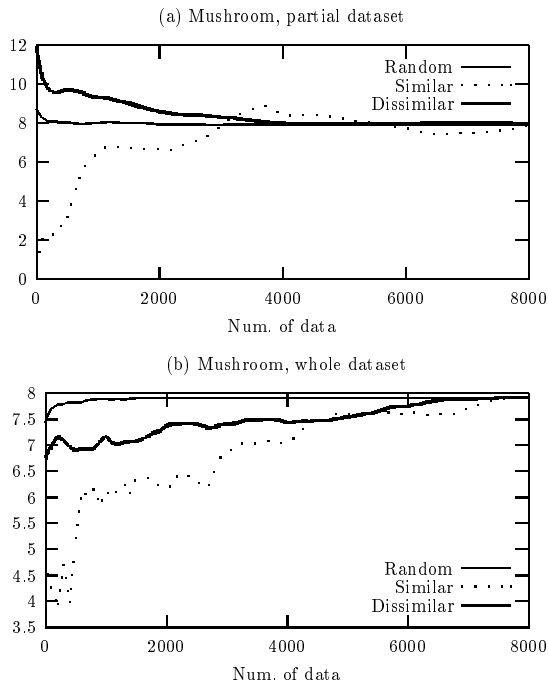 (a) Mushroom, partial dataset
12
10
8
6
4
2
0
Random
Similar
Dissimilar
0 2000 4000 6000 8000
Num. of data
(b) Mushroom, whole dataset
8
7.5
7
6.5
6
5.5
5
4.5
4
3.5
Random
Similar
Dissimilar
0 2000 4000 6000 8000
Num. of data